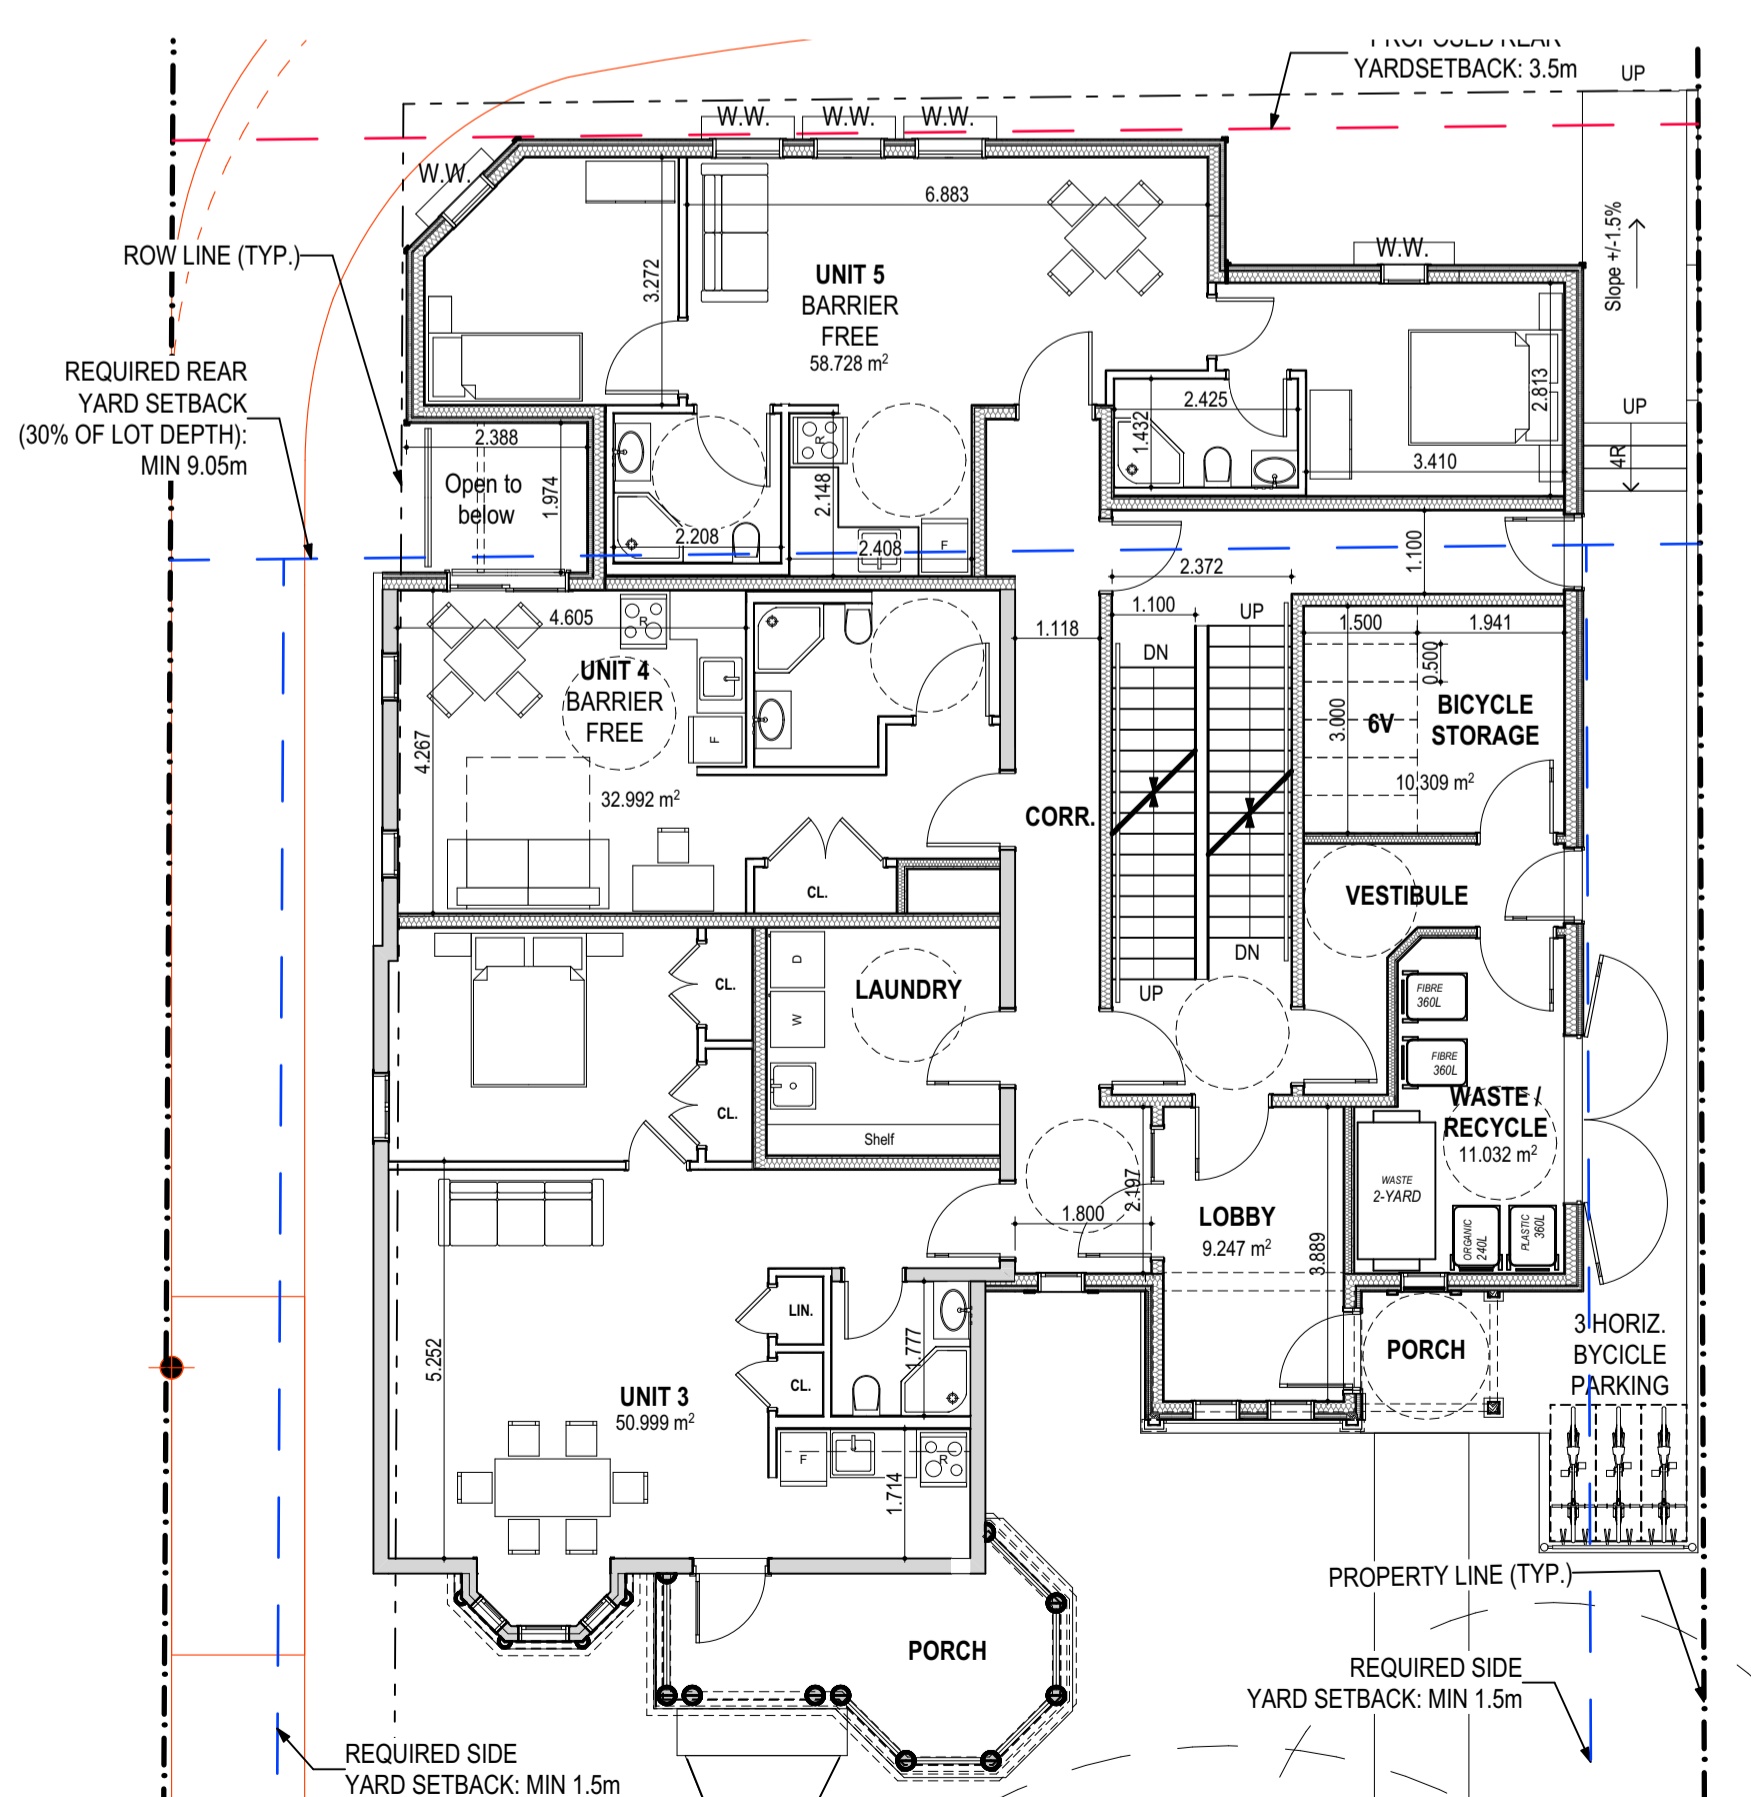 PROPOSED REAR
YARDSETBACK: 3.5m
UP
W.W.
W.W.
W.W.
W.W.
6.883
ROW LINE (TYP.)
UNIT 5
BARRIER
FREE
58.728 m²
3.272
W.W.
Slope +/-1.5%
REQUIRED REAR
YARD SETBACK
(30% OF LOT DEPTH):
MIN 9.05m
2.425
1.432
2.813
3.410
UP
4R
2.388
Open to
below
1.974
R
2.148
2.208
2.408
F
2.372
1.100
1.100
UP
DN
1.118
4.605
R
UNIT 4
BARRIER
FREE
F
4.267
32.992 m²
CL.
CORR.
1.500
1.941
0.500
3.000
6V
BICYCLE
STORAGE
10.309 m²
VESTIBULE
DN
UP
CL.
CL.
D
W
LAUNDRY
Shelf
FIBRE
360L
FIBRE
360L
WASTE /
RECYCLE
11.032 m²
WASTE
2-YARD
ORGANIC
240L
PLASTIC
360L
2.197
1.800
LOBBY
9.247 m²
3.889
LIN.
CL.
1.777
5.252
UNIT 3
50.999 m²
F
R
1.714
PORCH
3 HORIZ.
BYCICLE
PARKING
PROPERTY LINE (TYP.)
PORCH
REQUIRED SIDE
YARD SETBACK: MIN 1.5m
REQUIRED SIDE
YARD SETBACK: MIN 1.5m